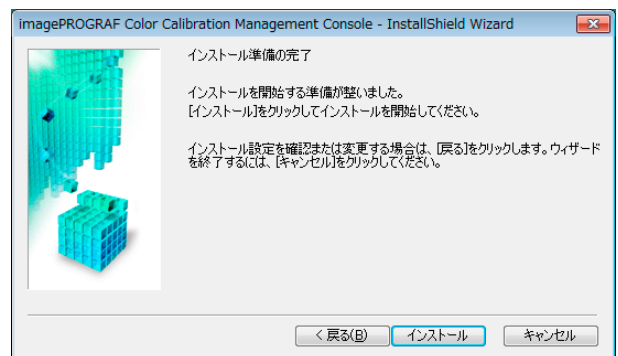 imagePROGRAF Color Calibration Management Console - InstallShield Wizard
インストール準備の完了
インストールを開始する準備が整いました。
[インストール]をクリックしてインストールを開始してください。
インストール設定を確認または変更する場合は、[戻る]をクリックします。ウィザード
を終了するには、[キャンセル]をクリックしてください。
< 戻る(B)
インストール
キャンセル